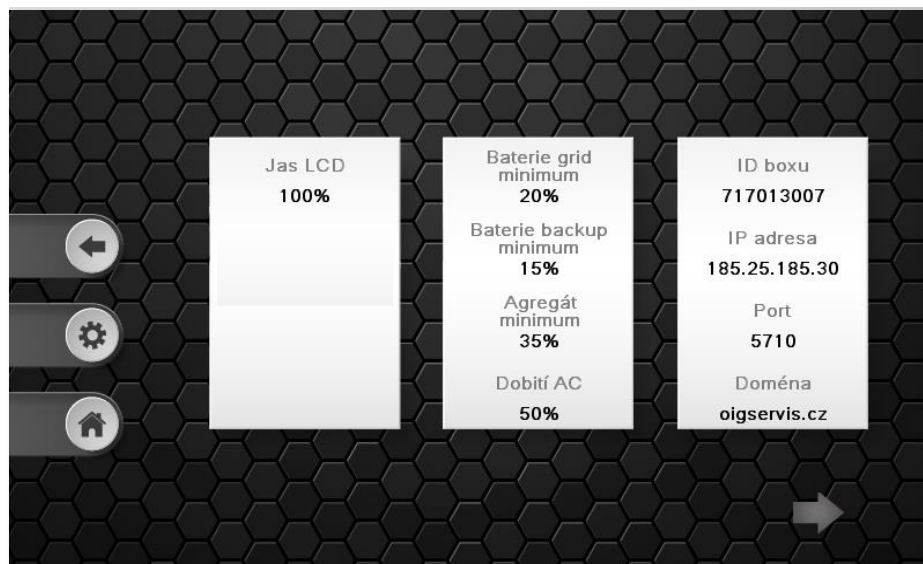 Jas LCD
100%
Baterie grid
minimum
20%
Baterie backup
minimum
15%
Agregát
minimum
35%
Dobití AC
50%
ID boxu
717013007
IP adresa
185.25.185.30
Port
5710
Doména
oigservis.cz